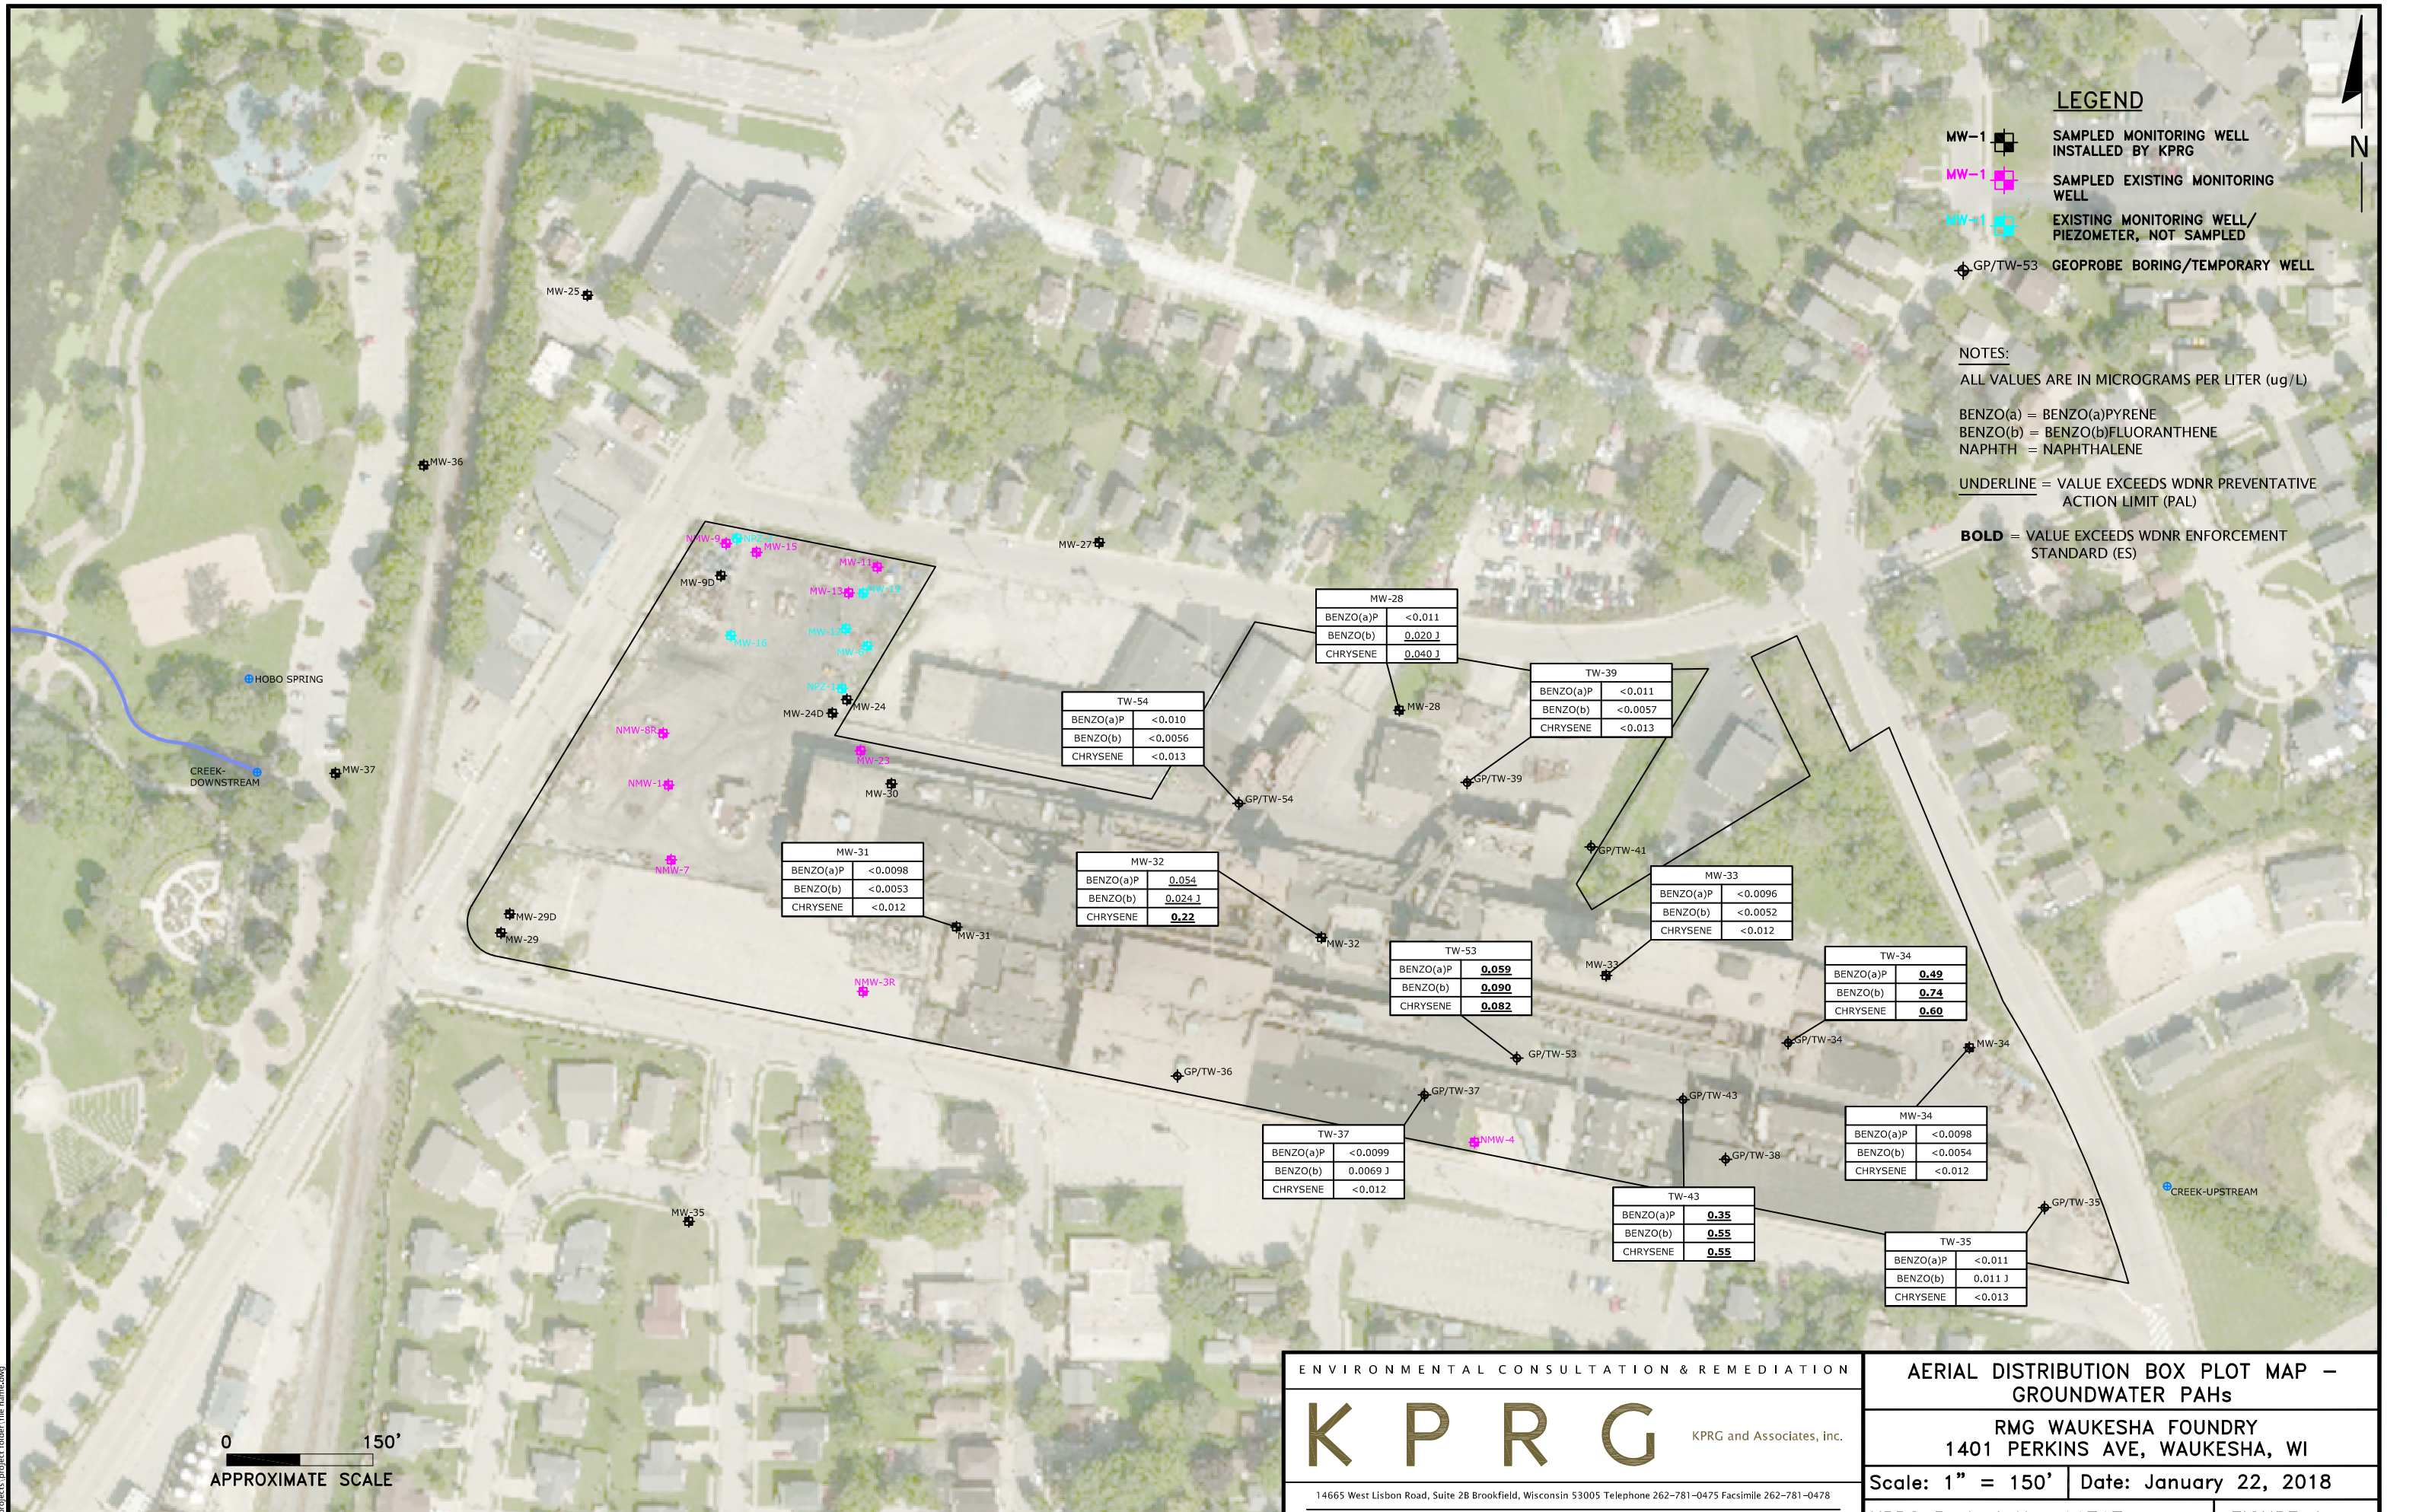 LEGEND
MW-1
SAMPLED MONITORING WELL
INSTALLED BY KPRG
MW-1
SAMPLED EXISTING MONITORING
WELL
MW-1
EXISTING MONITORING WELL/
PIEZOMETER, NOT SAMPLED
GP/TW-53
GEOPROBE BORING/TEMPORARY WELL
N
NOTES:
ALL VALUES ARE IN MICROGRAMS PER LITER (ug/L)
BENZO(a) = BENZO(a)PYRENE
BENZO(b) = BENZO(b)FLUORANTHENE
NAPHTH = NAPHTHALENE
UNDERLINE = VALUE EXCEEDS WDNR PREVENTATIVE
ACTION LIMIT (PAL)
BOLD = VALUE EXCEEDS WDNR ENFORCEMENT
STANDARD (ES)
MW-25
MW-36
MW-27
NMW-9
MW-15
MW-9D
MW-11
MW-13
MW-12
MW-16
MW-24
MW-24D
NMW-8R
MW-23
MW-30
NMW-1
NMW-7
HOBO SPRING
CREEK-
DOWNSTREAM
MW-37
MW-29D
MW-29
MW-28
BENZO(a)P <0.011
BENZO(b) 0.020 J
CHRYSENE 0.040 J
MW-28
TW-39
BENZO(a)P <0.011
BENZO(b) <0.0057
CHRYSENE <0.013
GP/TW-39
TW-54
BENZO(a)P <0.010
BENZO(b) <0.0056
CHRYSENE <0.013
GP/TW-54
GP/TW-41
MW-31
BENZO(a)P <0.0098
BENZO(b) <0.0053
CHRYSENE <0.012
MW-31
MW-32
BENZO(a)P 0.054
BENZO(b) 0.024 J
CHRYSENE 0.22
MW-32
MW-33
BENZO(a)P <0.0096
BENZO(b) <0.0052
CHRYSENE <0.012
MW-33
TW-53
BENZO(a)P 0.059
BENZO(b) 0.090
CHRYSENE 0.082
GP/TW-53
TW-34
BENZO(a)P 0.49
BENZO(b) 0.74
CHRYSENE 0.60
GP/TW-34
MW-34
NMW-3R
GP/TW-36
GP/TW-37
GP/TW-43
NMW-4
GP/TW-38
TW-37
BENZO(a)P <0.0099
BENZO(b) 0.0069 J
CHRYSENE <0.012
MW-34
BENZO(a)P <0.0098
BENZO(b) <0.0054
CHRYSENE <0.012
TW-43
BENZO(a)P 0.35
BENZO(b) 0.55
CHRYSENE 0.55
CREEK-UPSTREAM
GP/TW-35
TW-35
BENZO(a)P <0.011
BENZO(b) 0.011 J
CHRYSENE <0.013
MW-35
0 150'
APPROXIMATE SCALE
ENVIRONMENTAL CONSULTATION & REMEDIATION
KPRG
KPRG and Associates, inc.
14665 West Lisbon Road, Suite 2B Brookfield, Wisconsin 53005 Telephone 262-781-0475 Facsimile 262-781-0478
AERIAL DISTRIBUTION BOX PLOT MAP -
GROUNDWATER PAHs
RMG WAUKESHA FOUNDRY
1401 PERKINS AVE, WAUKESHA, WI
Scale: 1" = 150' Date: January 22, 2018